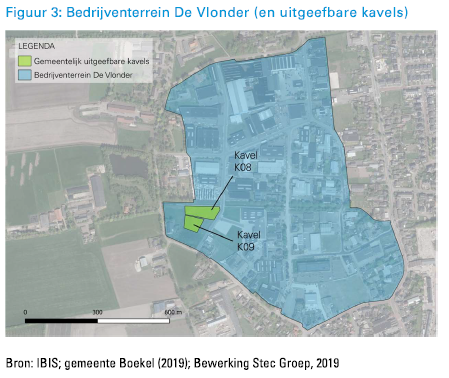 Figuur 3: Bedrijventerrein De Vlonder (en uitgeefbare kavels)
LEGENDA
Gemeentelijk uitgeefbare kavels
Bedrijventerrein De Vlonder
Kavel
K08
Kavel
K09
0 300 600 m
Bron: IBIS; gemeente Boekel (2019); Bewerking Stec Groep, 2019